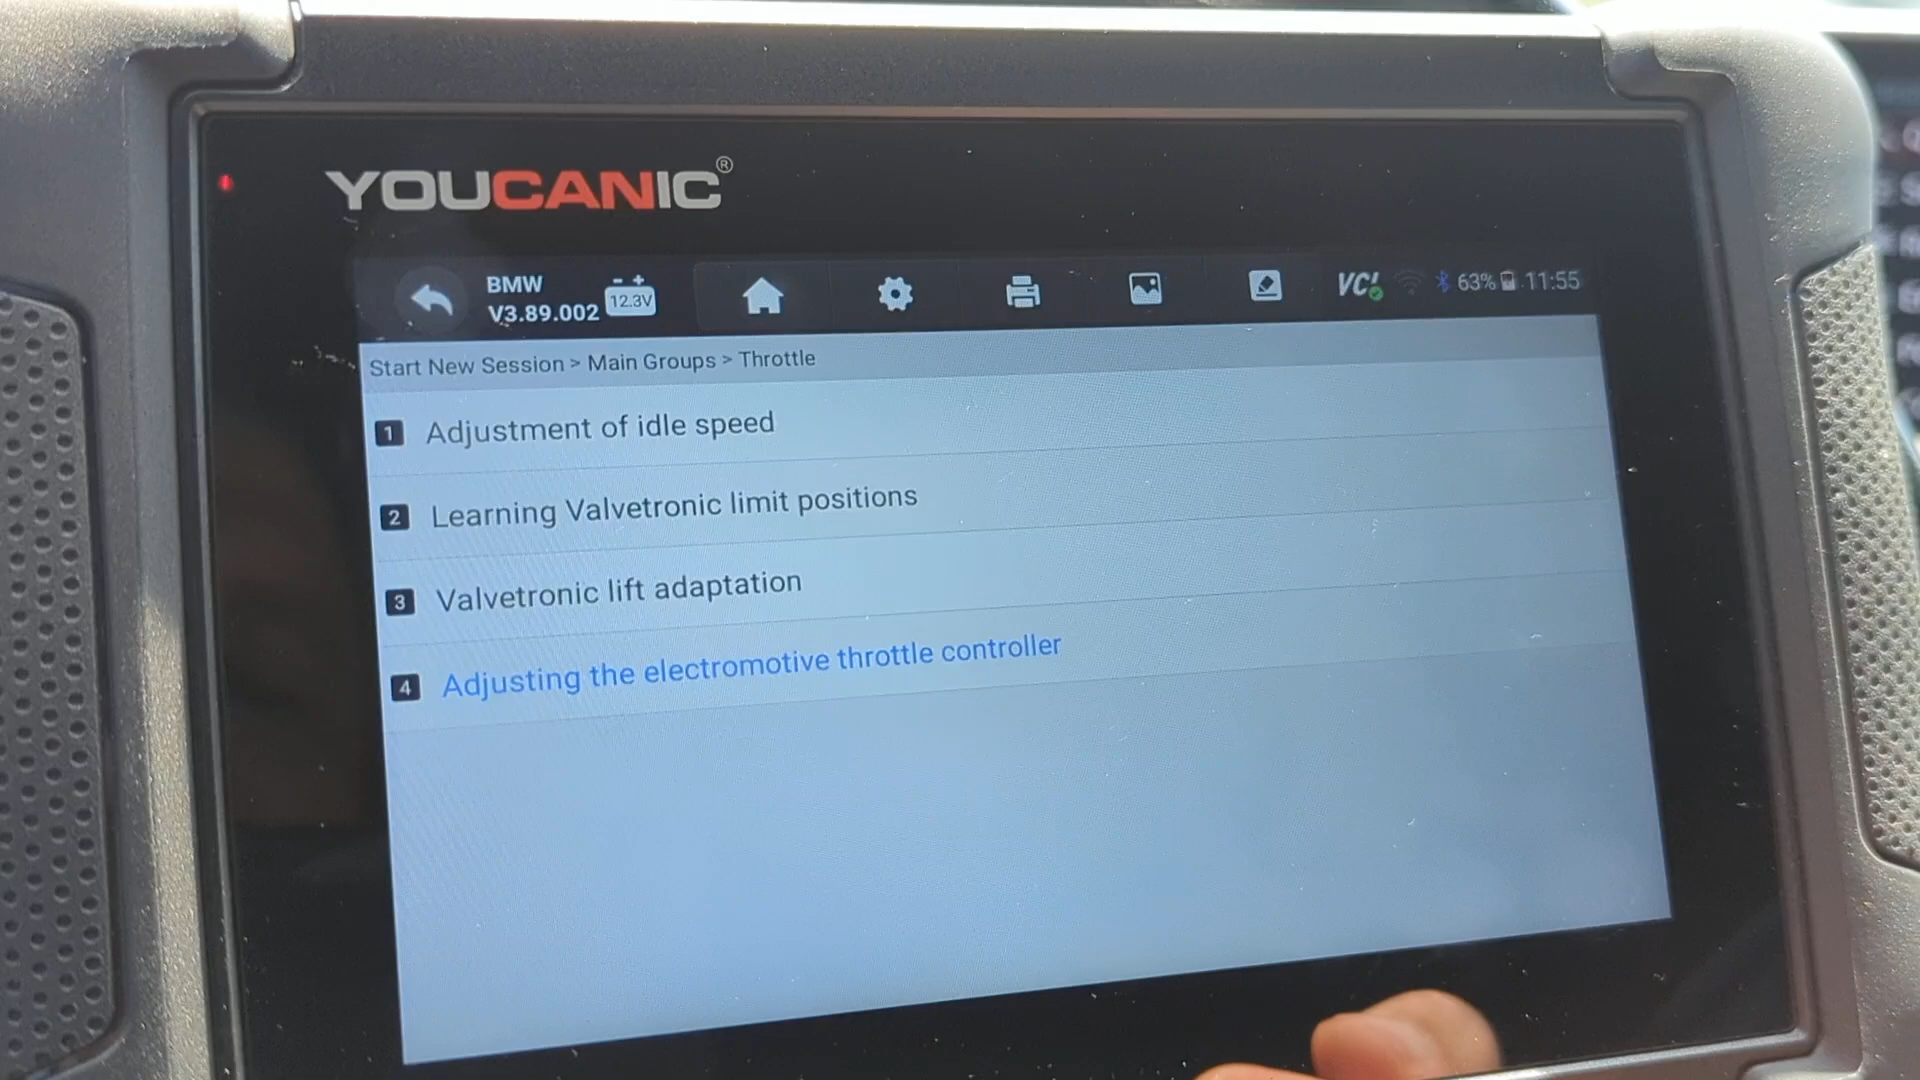 YOUCANIC®
BMW
V3.89.002
12.3V
VCI
63%
11:55
Start New Session > Main Groups > Throttle
1 Adjustment of idle speed
2 Learning Valvetronic limit positions
3 Valvetronic lift adaptation
4 Adjusting the electromotive throttle controller